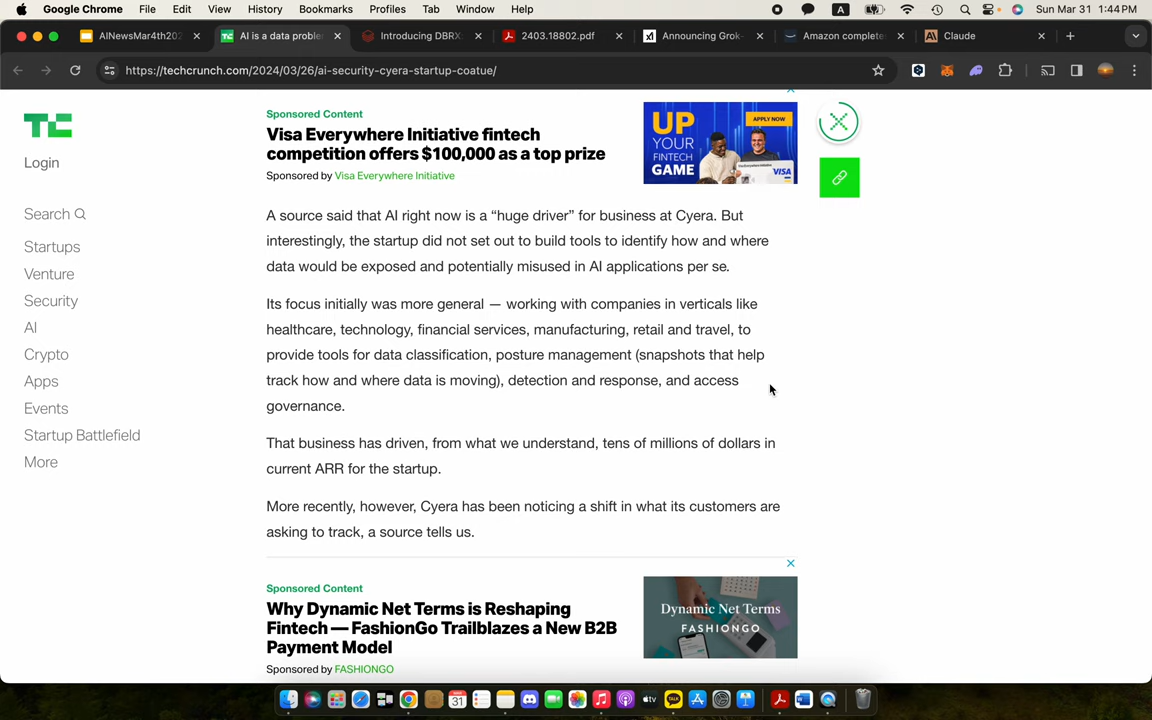 Google Chrome File Edit View History Bookmarks Profiles Tab Window Help A Sun Mar 31 1:44 PM
AINewsMar4th202 AI is a data proble Introducing DBRX: 2403.18802.pdf Announcing Grok- Amazon complete Claude
https://techcrunch.com/2024/03/26/ai-security-cyera-startup-coatue/
TC
Login
Search
Startups
Venture
Security
AI
Crypto
Apps
Events
Startup Battlefield
More
Sponsored Content
Visa Everywhere Initiative fintech
competition offers $100,000 as a top prize
Sponsored by Visa Everywhere Initiative
UP
YOUR
FINTECH
GAME
APPLY NOW
VISA
A source said that AI right now is a “huge driver” for business at Cyera. But
interestingly, the startup did not set out to build tools to identify how and where
data would be exposed and potentially misused in AI applications per se.
Its focus initially was more general — working with companies in verticals like
healthcare, technology, financial services, manufacturing, retail and travel, to
provide tools for data classification, posture management (snapshots that help
track how and where data is moving), detection and response, and access
governance.
That business has driven, from what we understand, tens of millions of dollars in
current ARR for the startup.
More recently, however, Cyera has been noticing a shift in what its customers are
asking to track, a source tells us.
Sponsored Content
Why Dynamic Net Terms is Reshaping
Fintech — FashionGo Trailblazes a New B2B
Payment Model
Sponsored by FASHIONGO
Dynamic Net Terms
FASHIONGO